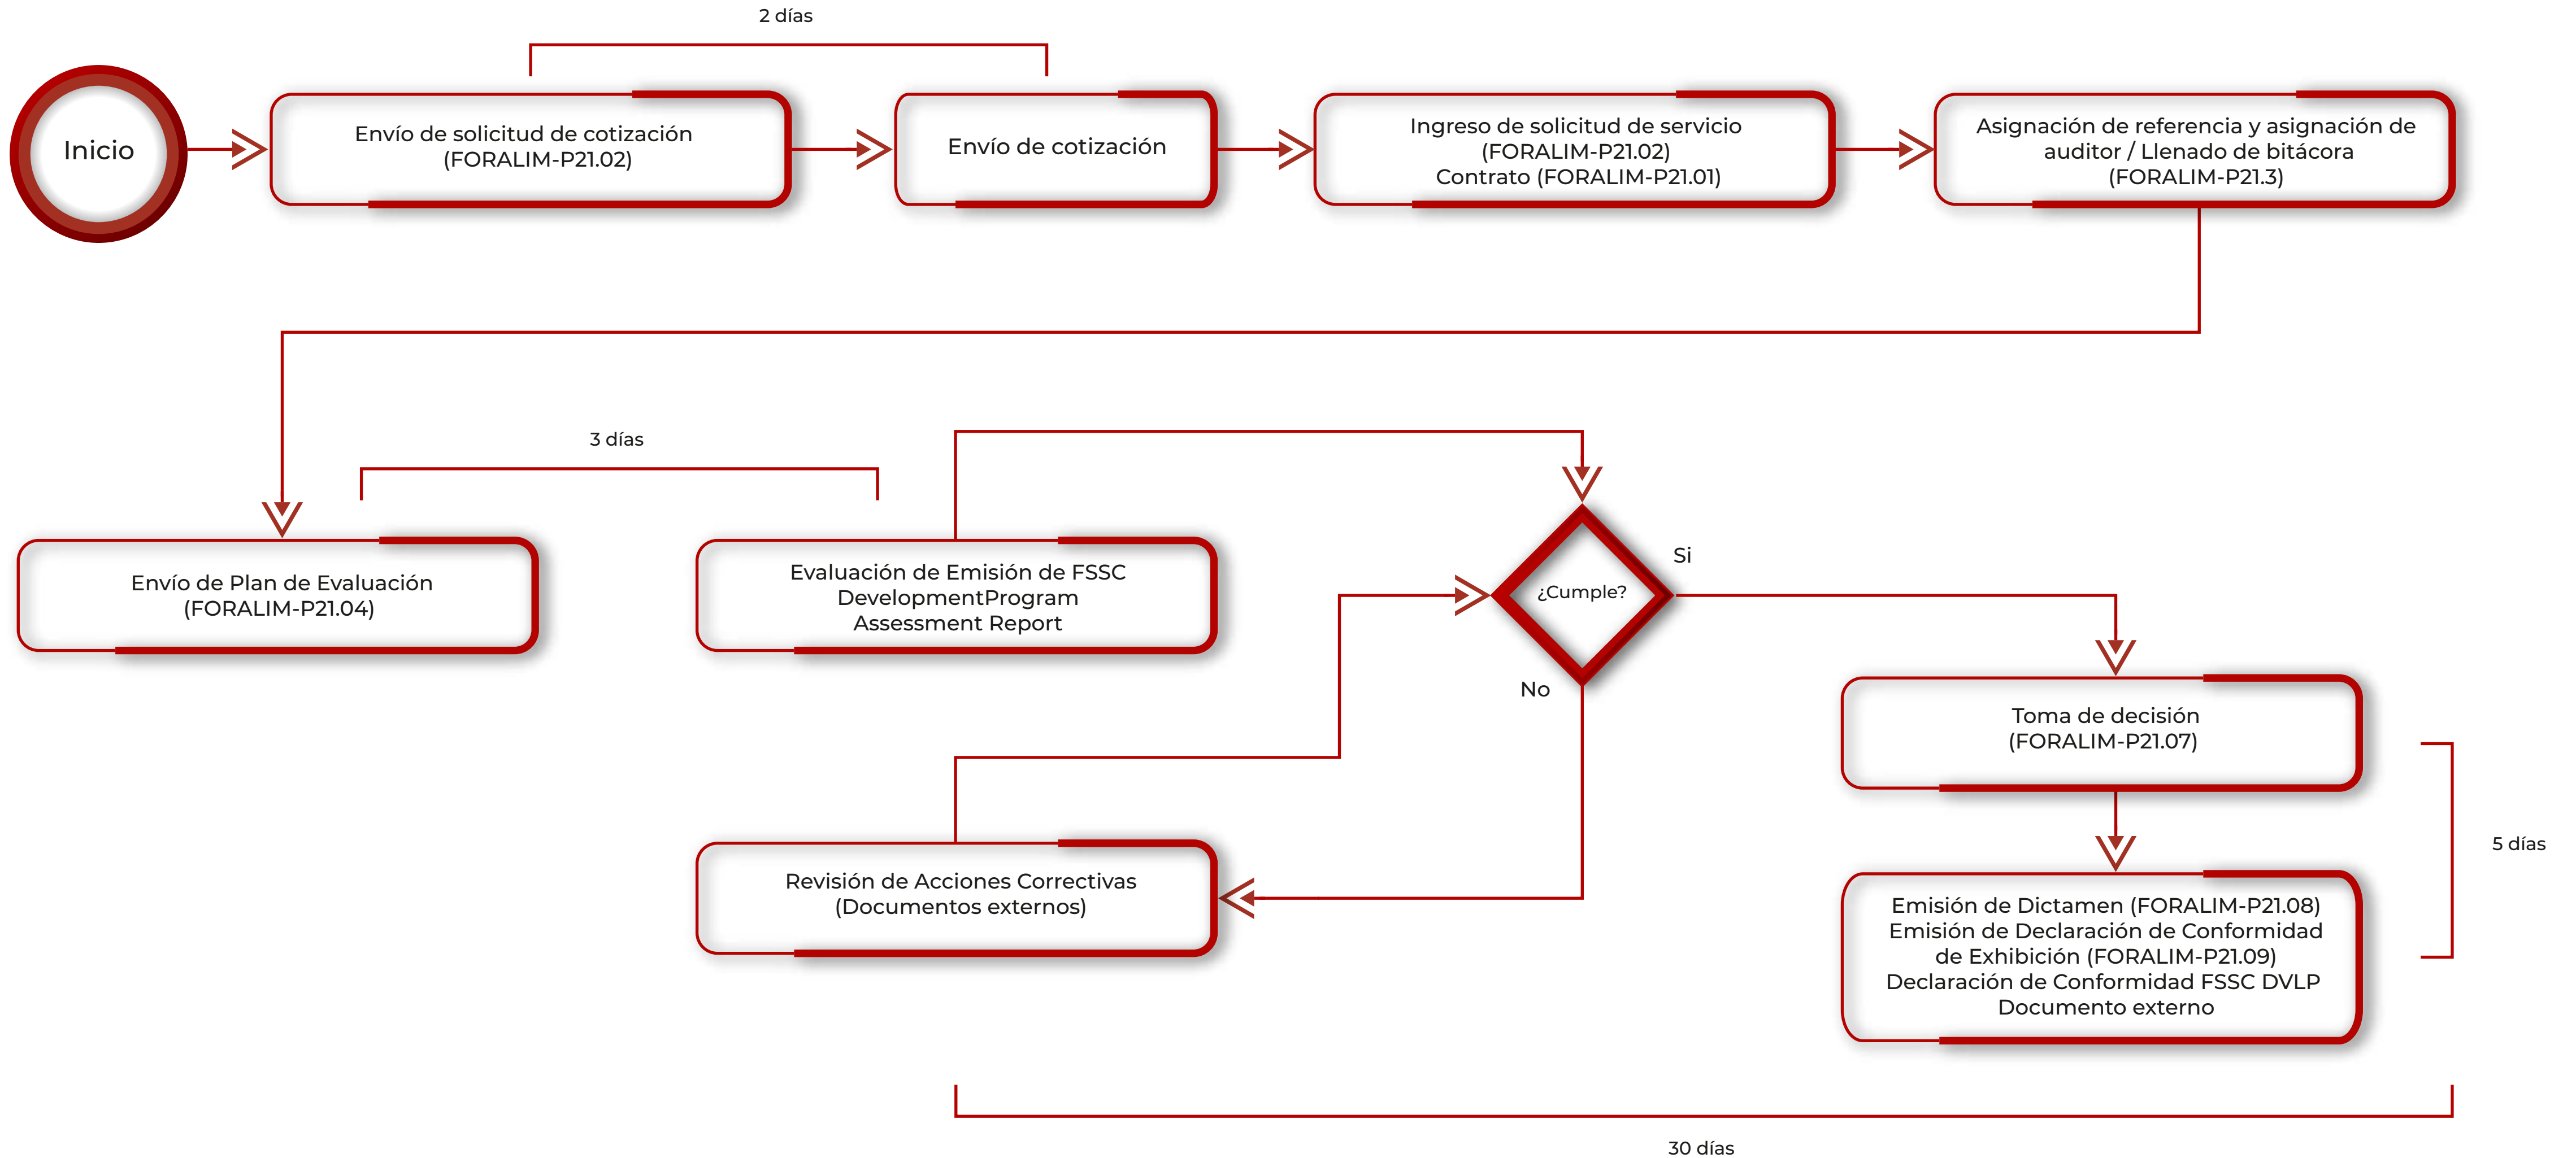 2 días
Inicio
Envío de solicitud de cotización
(FORALIM-P21.02)
Envío de cotización
Ingreso de solicitud de servicio
(FORALIM-P21.02)
Contrato (FORALIM-P21.01)
Asignación de referencia y asignación de
auditor / Llenado de bitácora
(FORALIM-P21.3)
3 días
Envío de Plan de Evaluación
(FORALIM-P21.04)
Evaluación de Emisión de FSSC
DevelopmentProgram
Assessment Report
¿Cumple?
Si
No
Toma de decisión
(FORALIM-P21.07)
5 días
Revisión de Acciones Correctivas
(Documentos externos)
Emisión de Dictamen (FORALIM-P21.08)
Emisión de Declaración de Conformidad
de Exhibición (FORALIM-P21.09)
Declaración de Conformidad FSSC DVLP
Documento externo
30 días